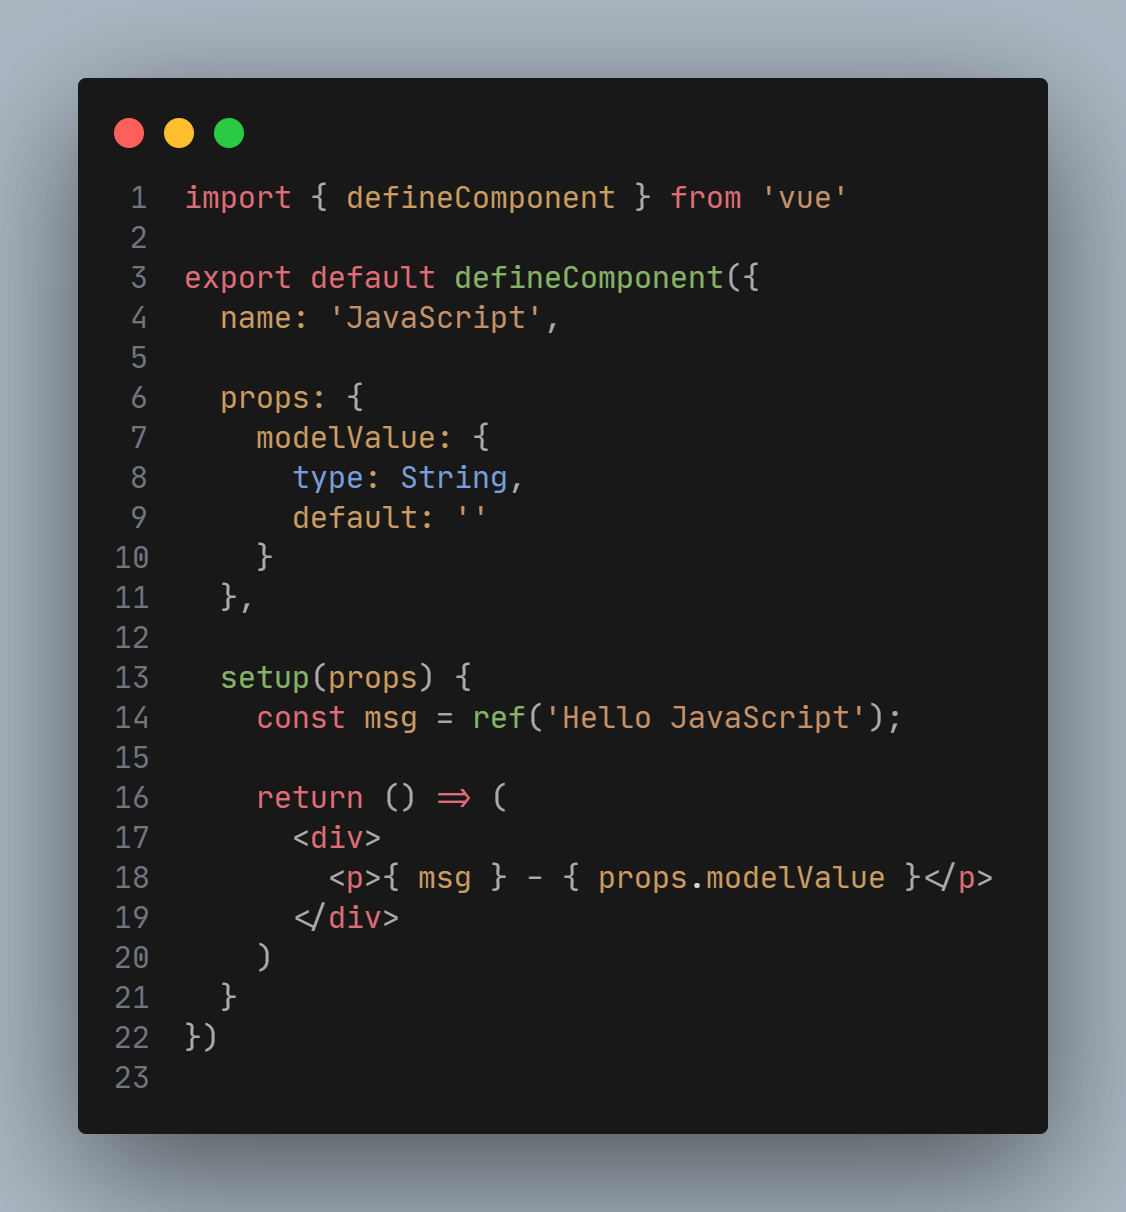 1 import { defineComponent } from 'vue'
2
3 export default defineComponent({
4   name: 'JavaScript',
5
6   props: {
7     modelValue: {
8       type: String,
9       default: ''
10     }
11   },
12
13   setup(props) {
14     const msg = ref('Hello JavaScript');
15
16     return () => (
17       <div>
18         <p>{ msg } - { props.modelValue }</p>
19       </div>
20     )
21   }
22 })
23